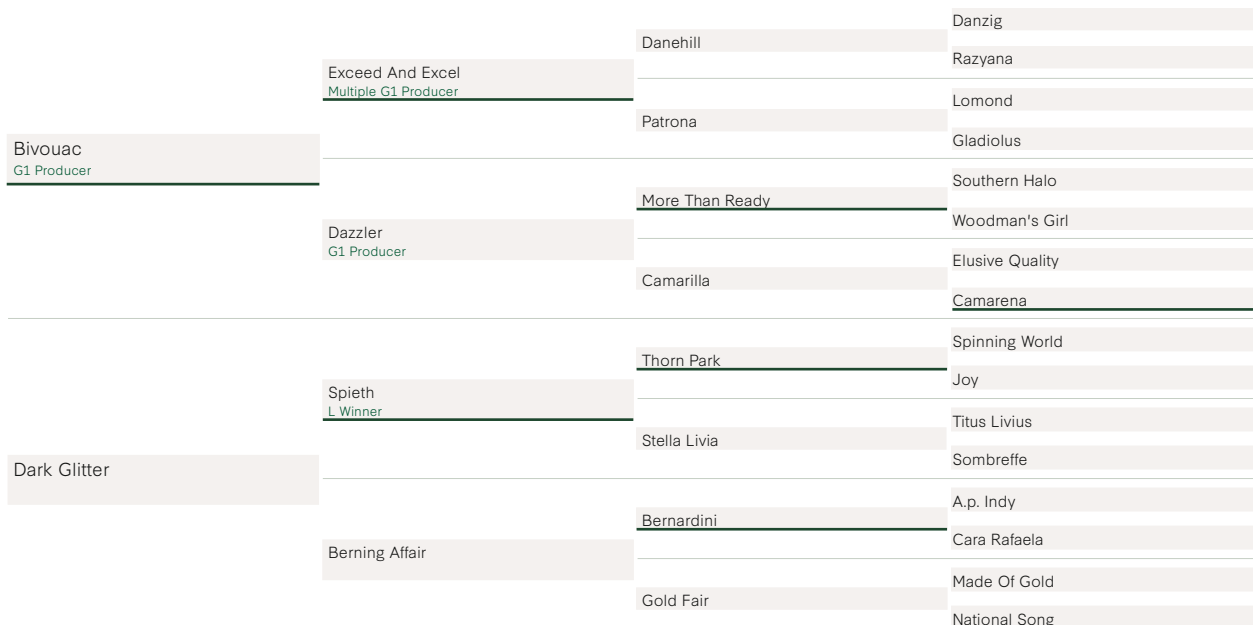 Bivouac
G1 Producer
Exceed And Excel
Multiple G1 Producer
Danehill
Danzig
Razyana
Patrona
Lomond
Gladiolus
Dazzler
G1 Producer
More Than Ready
Southern Halo
Woodman's Girl
Camarilla
Elusive Quality
Camarena
Dark Glitter
Spieth
L Winner
Thorn Park
Spinning World
Joy
Stella Livia
Titus Livius
Sombreffe
Berning Affair
Bernardini
A.p. Indy
Cara Rafaela
Gold Fair
Made Of Gold
National Song